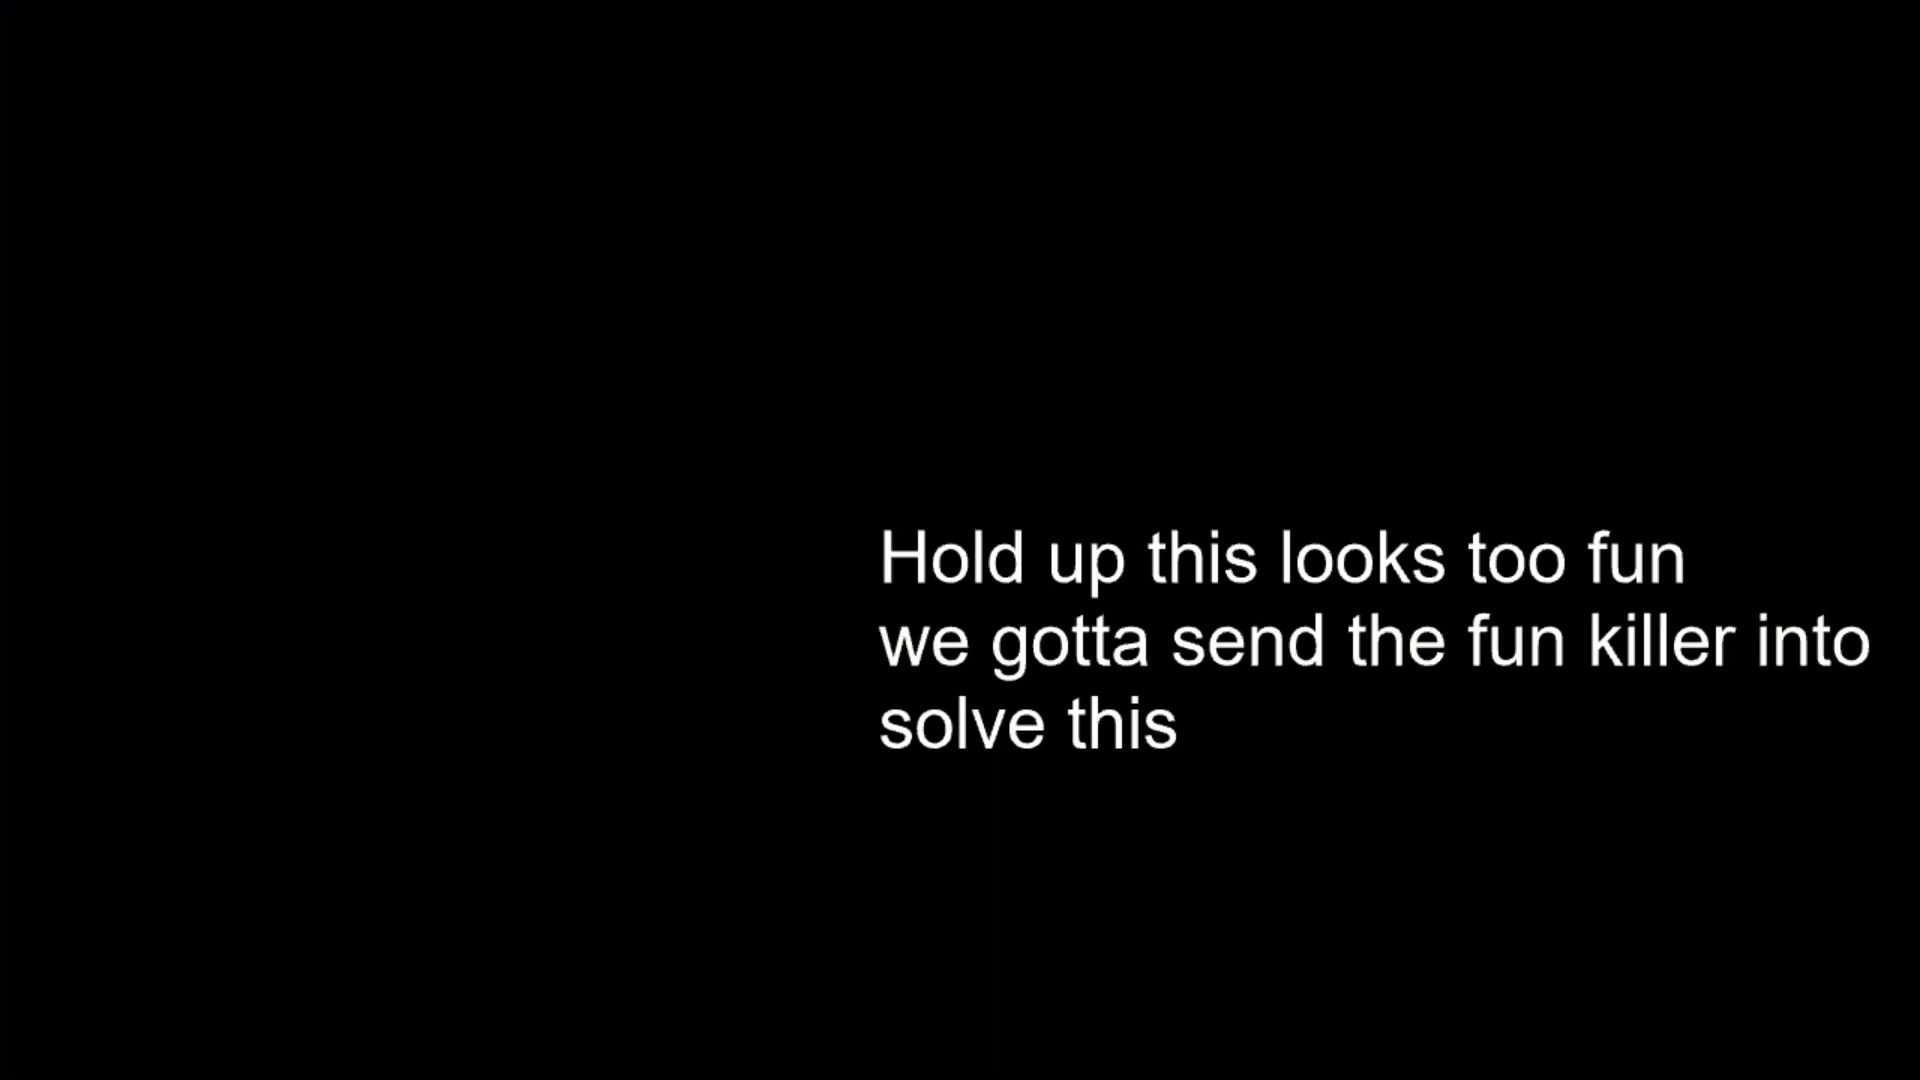 Hold up this looks too fun
we gotta send the fun killer into
solve this